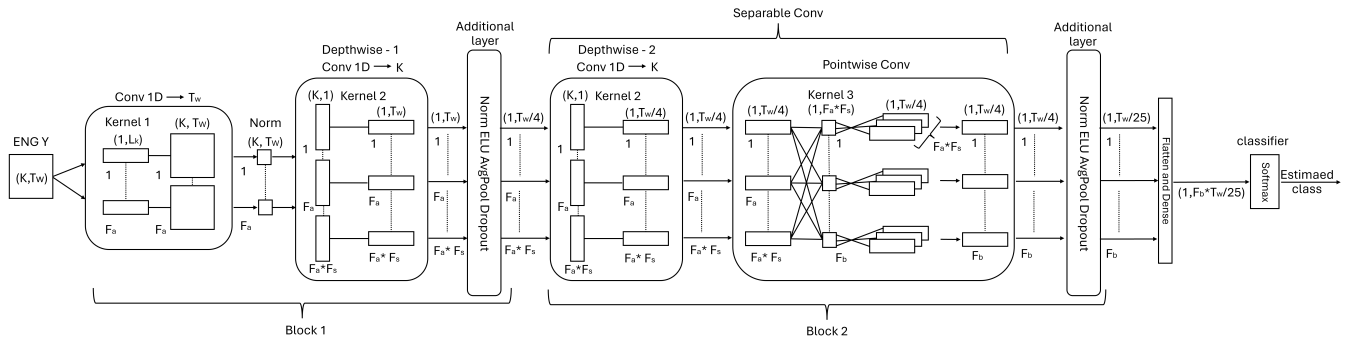 Separable Conv
Additional
layer
Additional
layer
Depthwise - 1
Conv 1D → K
Depthwise - 2
Conv 1D → K
Pointwise Conv
Conv 1D → Tw
Kernel 1
(1,Lk)
(K, Tw)
1
1
Fa
Fa
ENG Y
(K,Tw)
Norm
(K, Tw)
1
Fa
(K,1)
Kernel 2
(1,Tw)
1
1
Fa
Fa*Fs
Fa* Fs
(1,Tw)
1
Fa
Fa* Fs
Norm ELU AvgPool Dropout
(1,Tw/4)
1
Fa
Fa* Fs
(K,1)
Kernel 2
(1,Tw/4)
1
1
Fa
Fa*Fs
Fa* Fs
(1,Tw/4)
1
Fa
Fa* Fs
(1,Tw/4)
1
Fa
Fa* Fs
Kernel 3
(1,Fa*Fs)
1
Fb
(1,Tw/4)
Fa*Fs
(1,Tw/4)
1
Fb
(1,Tw/4)
1
Fb
Norm ELU AvgPool Dropout
(1,Tw/25)
1
Fb
Flatten and Dense
(1,Fb*Tw/25)
classifier
Softmax
Estimaed
class
Block 1
Block 2